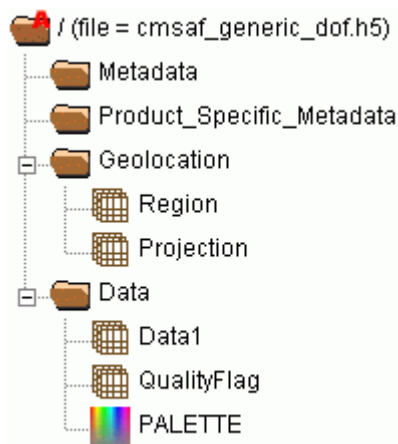 A / (file = cmsaf_generic_dof.h5)
Metadata
Product_Specific_Metadata
Geolocation
Region
Projection
Data
Data1
QualityFlag
PALETTE